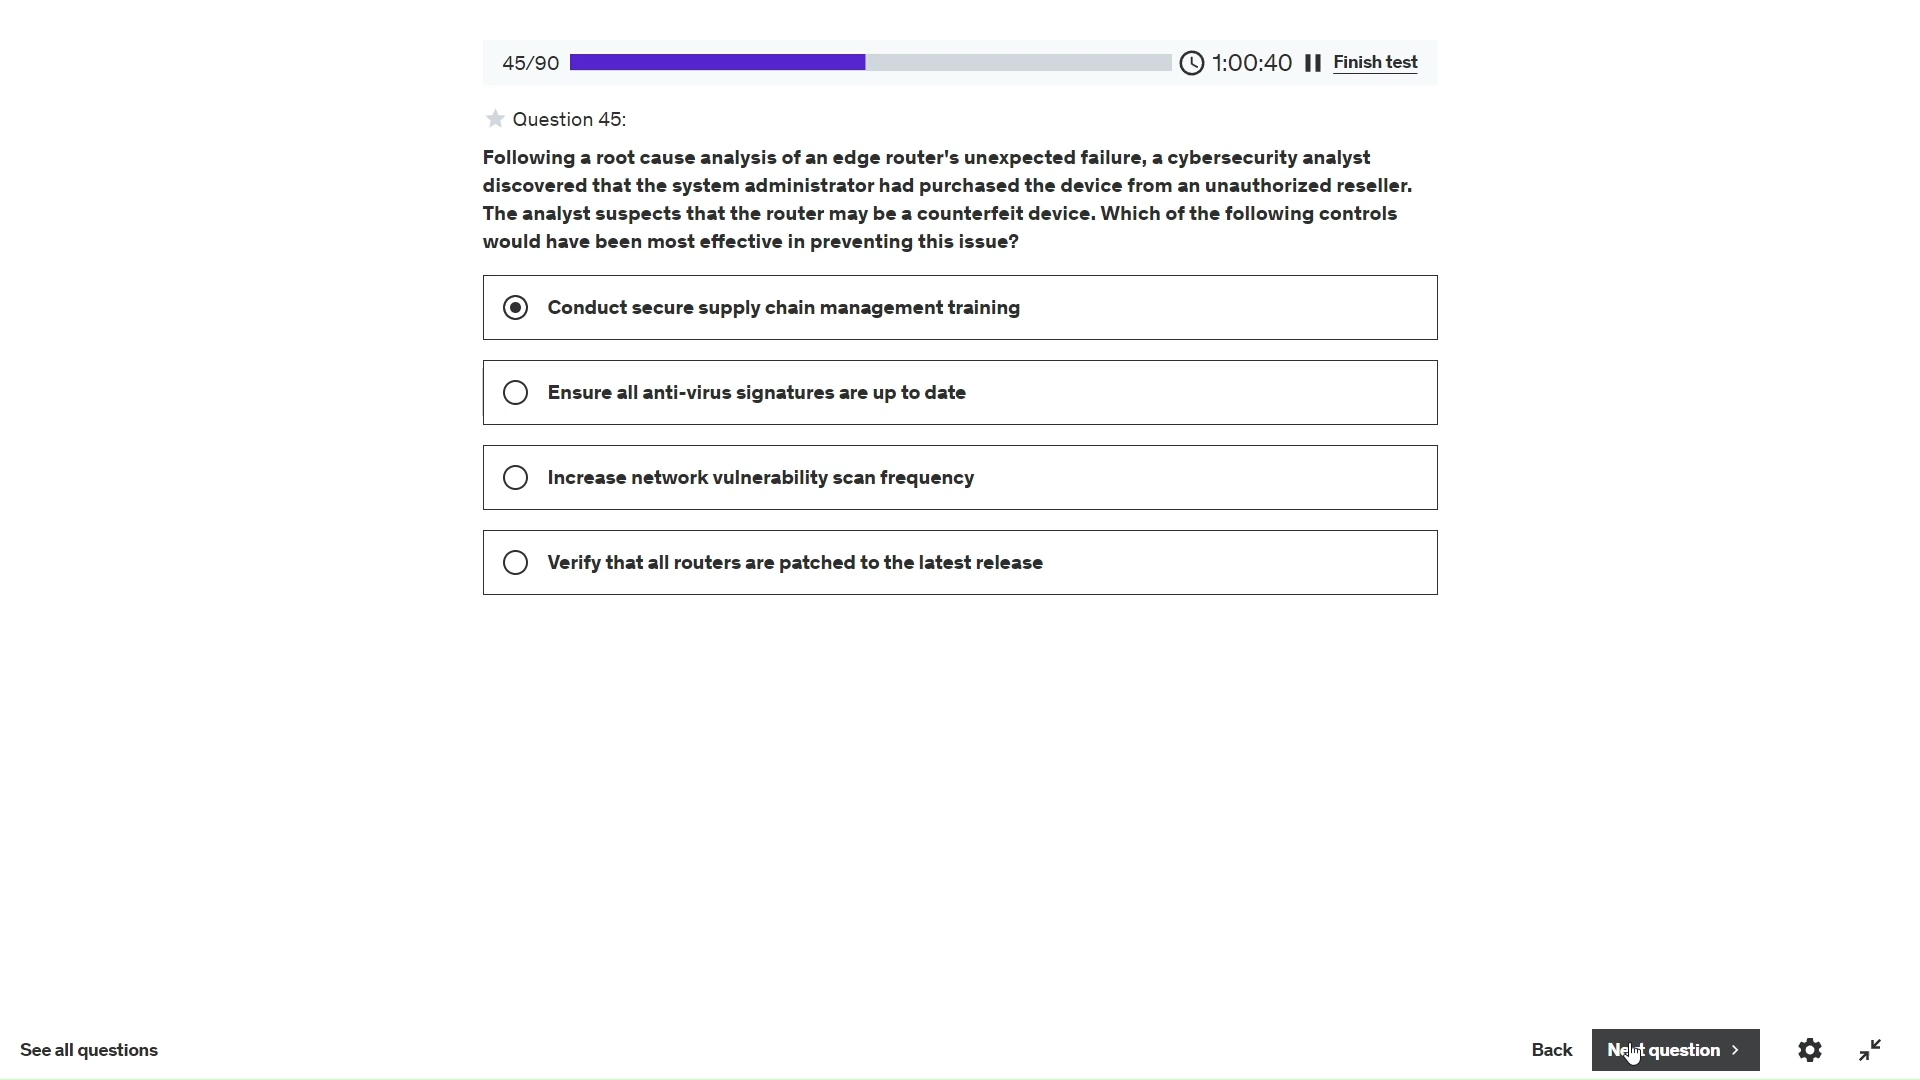 45/90 1:00:40 Finish test
Question 45:
Following a root cause analysis of an edge router's unexpected failure, a cybersecurity analyst
discovered that the system administrator had purchased the device from an unauthorized reseller.
The analyst suspects that the router may be a counterfeit device. Which of the following controls
would have been most effective in preventing this issue?
Conduct secure supply chain management training
Ensure all anti-virus signatures are up to date
Increase network vulnerability scan frequency
Verify that all routers are patched to the latest release
See all questions Back Next question